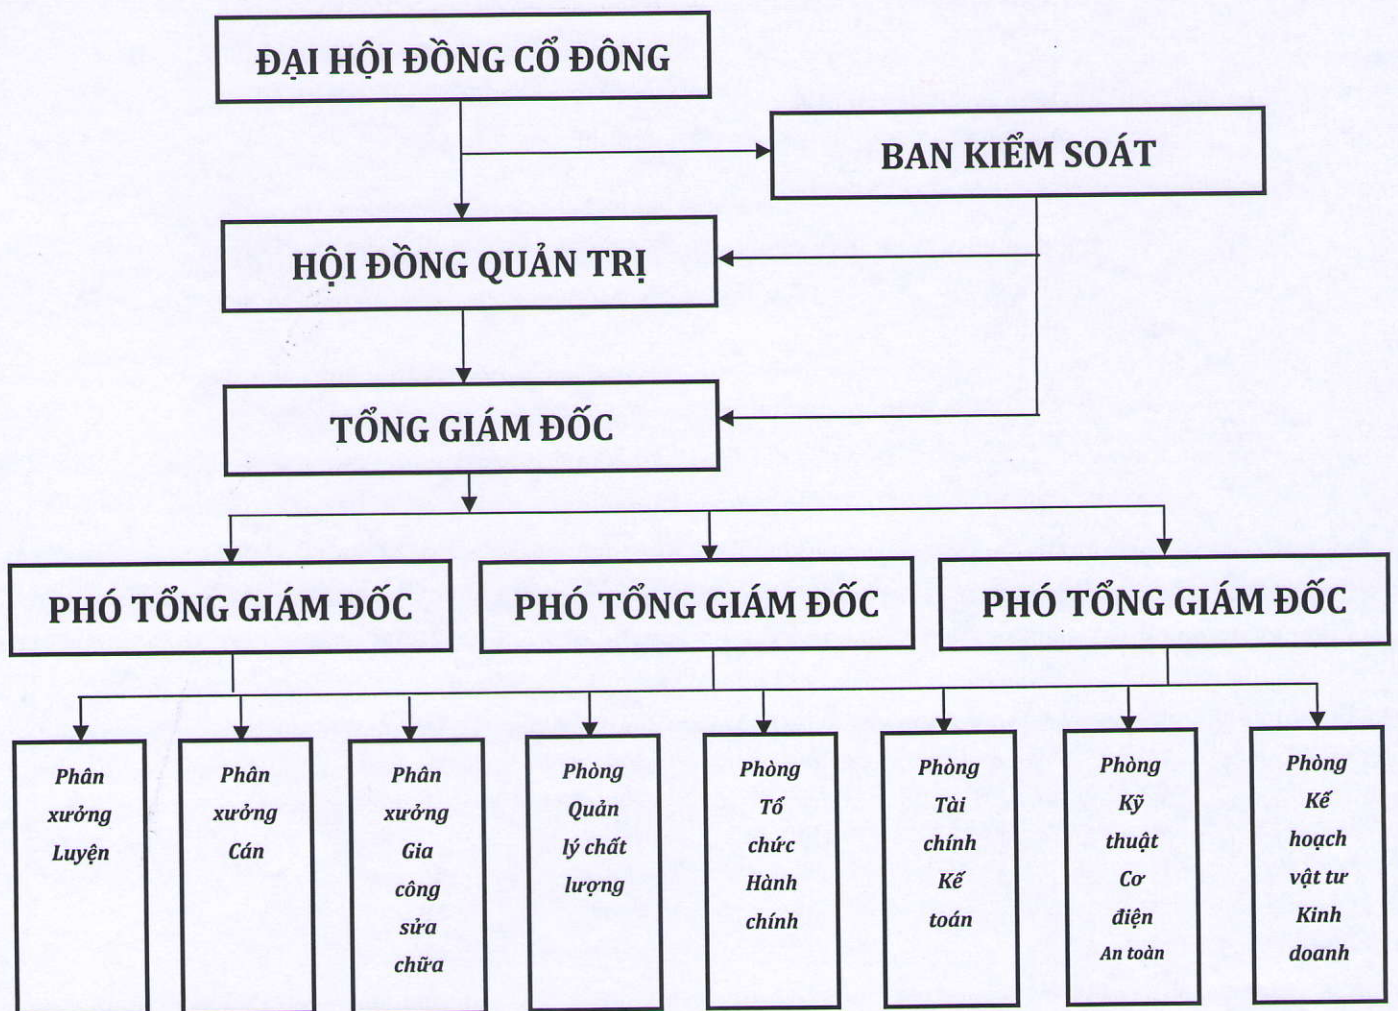 ĐẠI HỘI ĐỒNG CỔ ĐÔNG
BAN KIỂM SOÁT
HỘI ĐỒNG QUẢN TRỊ
TỔNG GIÁM ĐỐC
PHÓ TỔNG GIÁM ĐỐC
PHÓ TỔNG GIÁM ĐỐC
PHÓ TỔNG GIÁM ĐỐC
Phân
xưởng
Luyện
Phân
xưởng
Cán
Phân
xưởng
Gia
công
sửa
chữa
Phòng
Quản
lý chất
lượng
Phòng
Tổ
chức
Hành
chính
Phòng
Tài
chính
Kế
toán
Phòng
Kỹ
thuật
Cơ
điện
An toàn
Phòng
Kế
hoạch
vật tư
Kinh
doanh